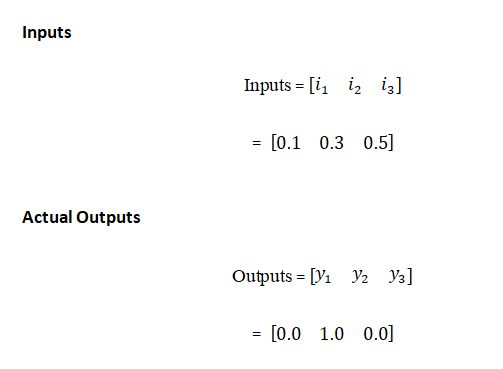 Inputs
Inputs = [i₁ i₂ i₃]
= [0.1 0.3 0.5]
Actual Outputs
Outputs = [y₁ y₂ y₃]
= [0.0 1.0 0.0]